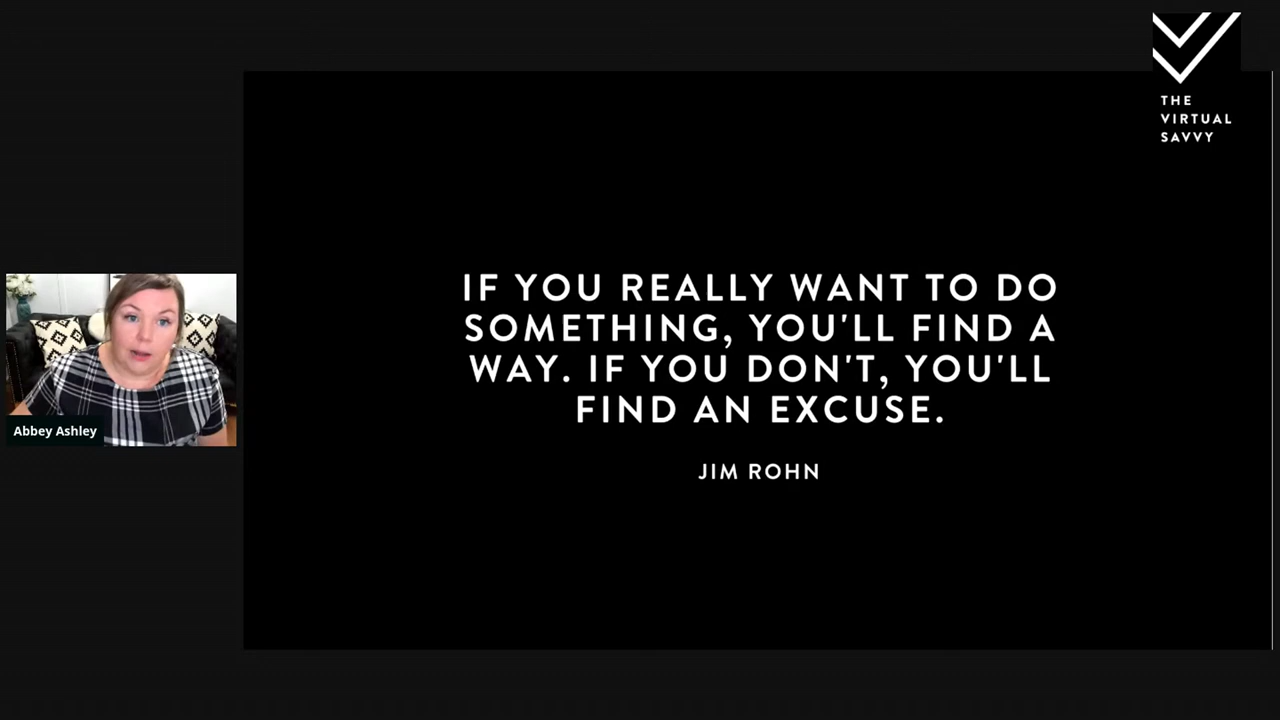 THE
VIRTUAL
SAVVY
IF YOU REALLY WANT TO DO
SOMETHING, YOU'LL FIND A
WAY. IF YOU DON'T, YOU'LL
FIND AN EXCUSE.
JIM ROHN
Abbey Ashley